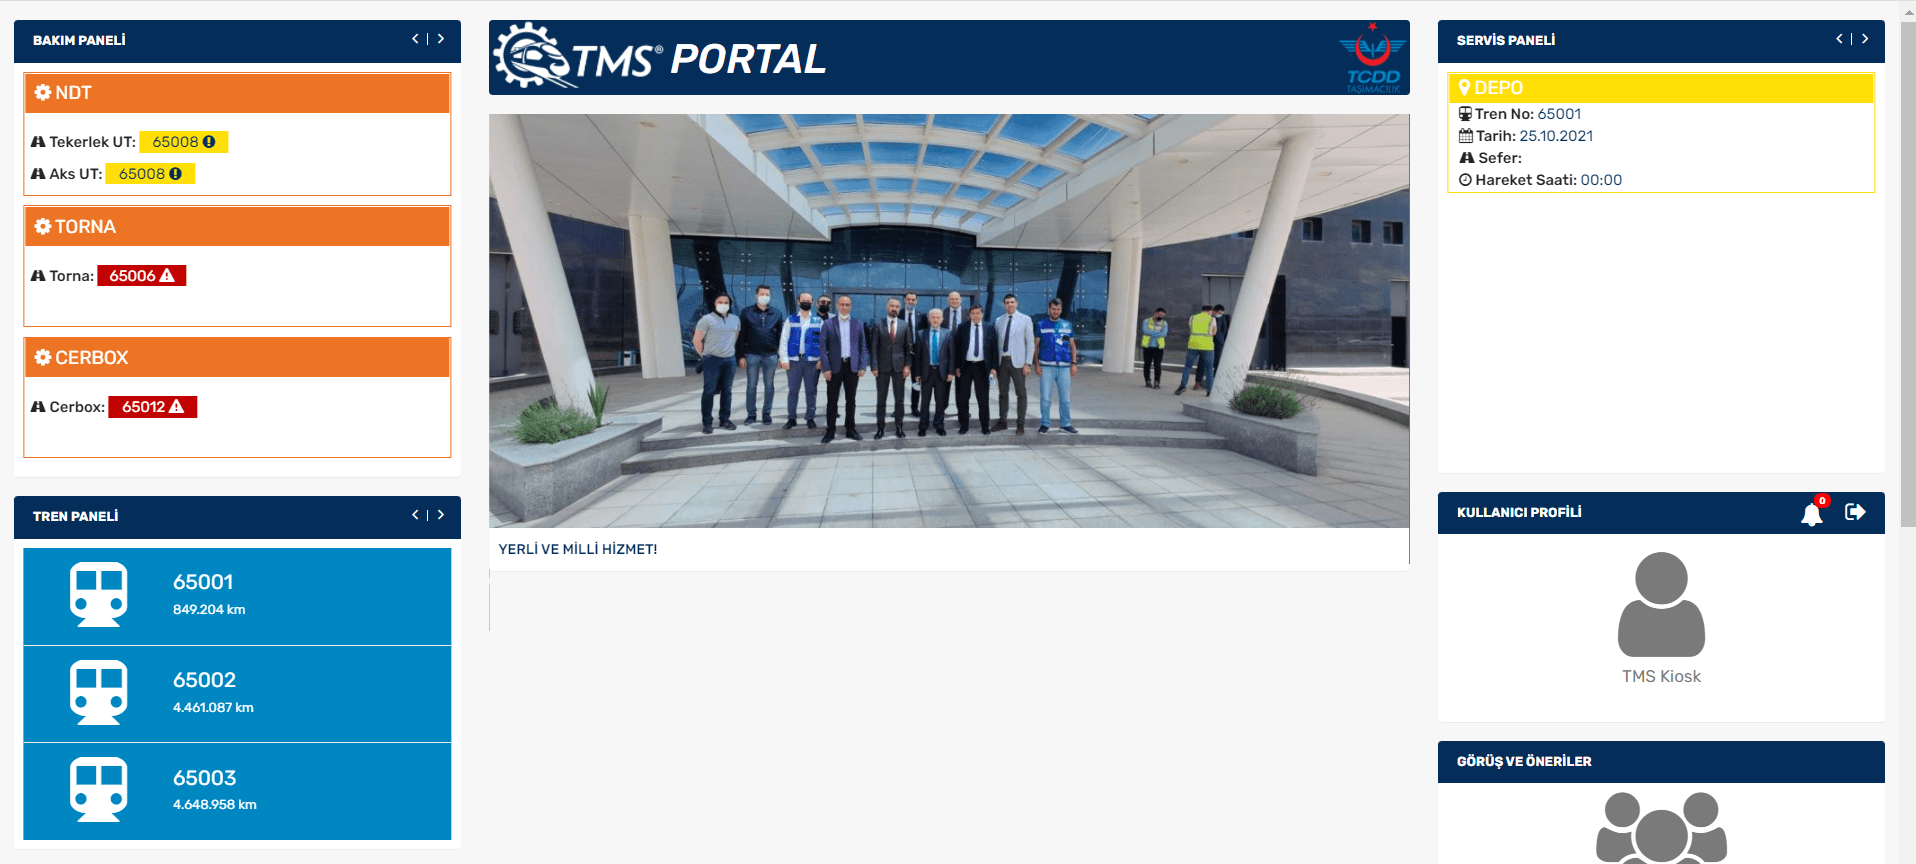 BAKIM PANELİ
NDT
Tekerlek UT: 65008
Aks UT: 65008
TORNA
Torna: 65006
CERBOX
Cerbox: 65012
TREN PANELİ
65001
849.204 km
65002
4.461.087 km
65003
4.648.958 km
TMS® PORTAL
TCDD
TAŞIMACILIK
YERLİ VE MİLLİ HİZMET!
SERVİS PANELİ
DEPO
Tren No: 65001
Tarih: 25.10.2021
Sefer:
Hareket Saati: 00:00
KULLANICI PROFİLİ
0
TMS Kiosk
GÖRÜŞ VE ÖNERİLER